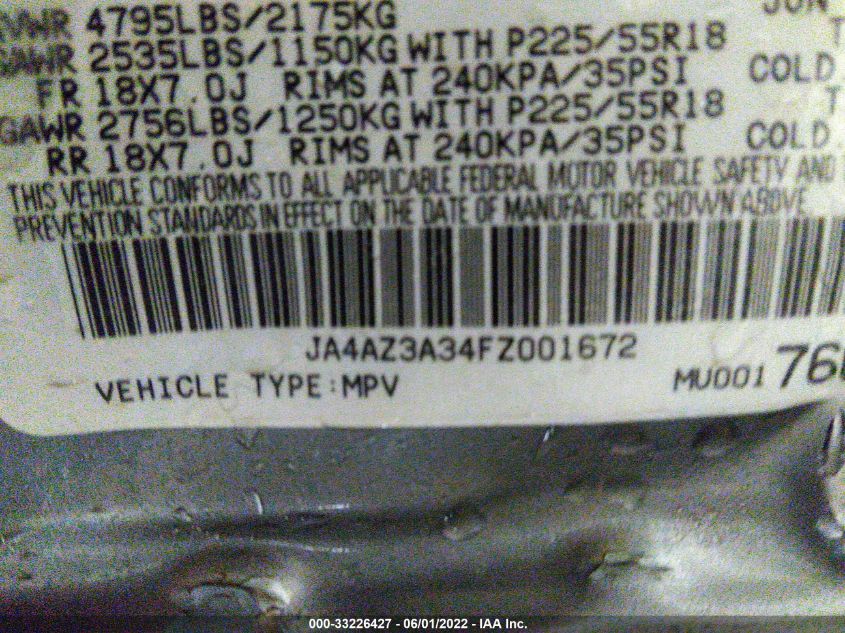 GVWR 4795LBS/2175KG
GAWR 2535LBS/1150KG WITH P225/55R18
FR 18X7.0J RIMS AT 240KPA/35PSI COLD
GAWR 2756LBS/1250KG WITH P225/55R18
RR 18X7.0J RIMS AT 240KPA/35PSI COLD
THIS VEHICLE CONFORMS TO ALL APPLICABLE FEDERAL MOTOR VEHICLE SAFETY AND
PREVENTION STANDARDS IN EFFECT ON THE DATE OF MANUFACTURE SHOWN ABOVE
JA4AZ3A34FZ001672
VEHICLE TYPE:MPV MU001
000-33226427 - 06/01/2022 - IAA Inc.